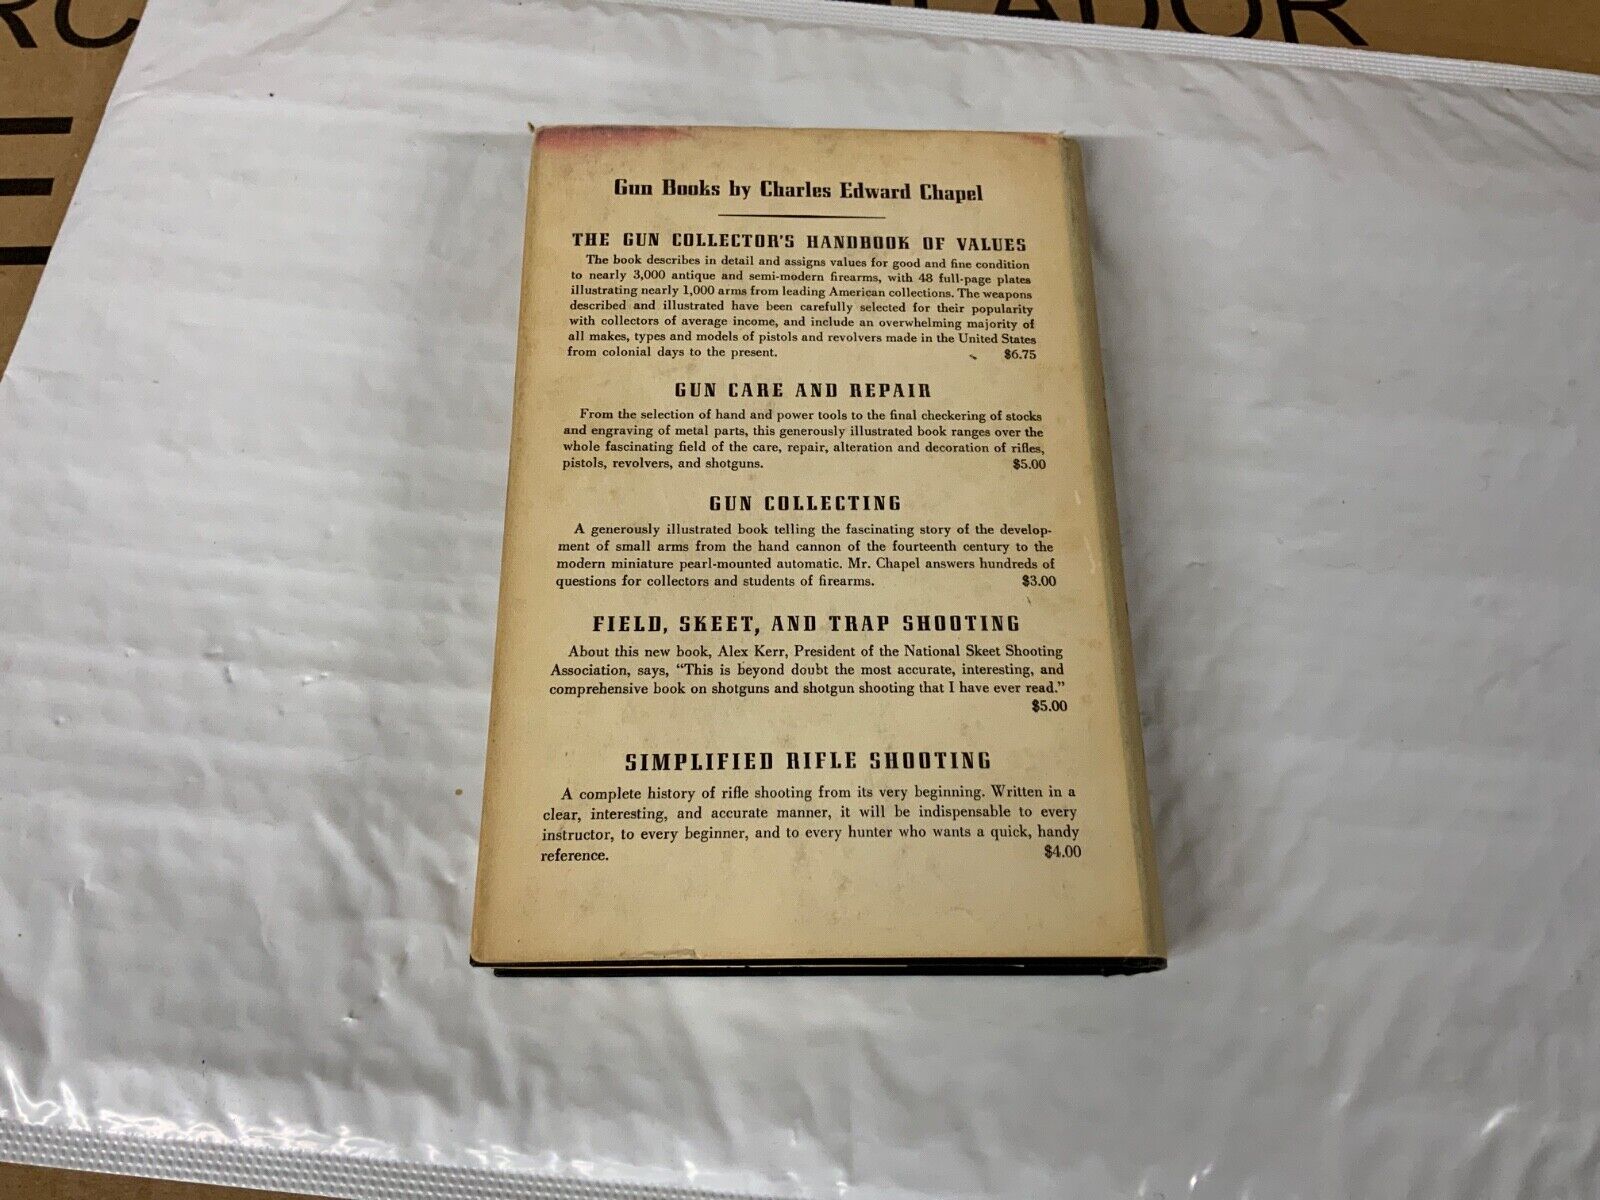 Gun Books by Charles Edward Chapel
THE GUN COLLECTOR'S HANDBOOK OF VALUES
The book describes in detail and assigns values for good and fine condition
to nearly 3,000 antique and semi-modern firearms, with 48 full-page plates
illustrating nearly 1,000 arms from leading American collections. The weapons
described and illustrated have been carefully selected for their popularity
with collectors of average income, and include an overwhelming majority of
all makes, types and models of pistols and revolvers made in the United States
from colonial days to the present. $6.75
GUN CARE AND REPAIR
From the selection of hand and power tools to the final checkering of stocks
and engraving of metal parts, this generously illustrated book ranges over the
whole fascinating field of the care, repair, alteration and decoration of rifles,
pistols, revolvers, and shotguns. $5.00
GUN COLLECTING
A generously illustrated book telling the fascinating story of the develop-
ment of small arms from the hand cannon of the fourteenth century to the
modern miniature pearl-mounted automatic. Mr. Chapel answers hundreds of
questions for collectors and students of firearms. $3.00
FIELD, SKEET, AND TRAP SHOOTING
About this new book, Alex Kerr, President of the National Skeet Shooting
Association, says, “This is beyond doubt the most accurate, interesting, and
comprehensive book on shotguns and shotgun shooting that I have ever read.”
$5.00
SIMPLIFIED RIFLE SHOOTING
A complete history of rifle shooting from its very beginning. Written in a
clear, interesting, and accurate manner, it will be indispensable to every
instructor, to every beginner, and to every hunter who wants a quick, handy
reference. $4.00